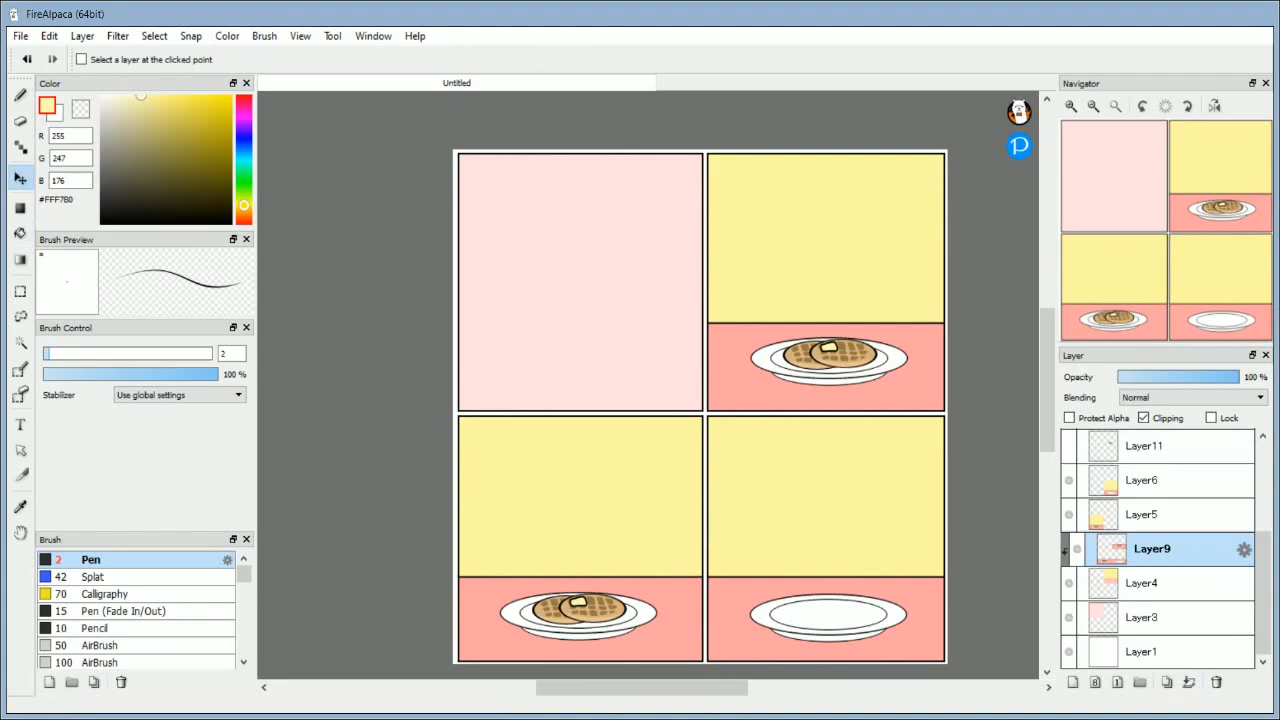 FireAlpaca (64bit)
File Edit Layer Filter Select Snap Color Brush View Tool Window Help
Select a layer at the clicked point
Color
Untitled
Navigator
R 255
G 247
B 176
#FFF7B0
Brush Preview
Brush Control
2
100 %
Stabilizer Use global settings
Layer
Opacity 100 %
Blending Normal
Protect Alpha Clipping Lock
Layer11
Layer6
Layer5
Layer9
Layer4
Layer3
Layer1
Brush
2 Pen
42 Splat
70 Calligraphy
15 Pen (Fade In/Out)
10 Pencil
50 AirBrush
100 AirBrush